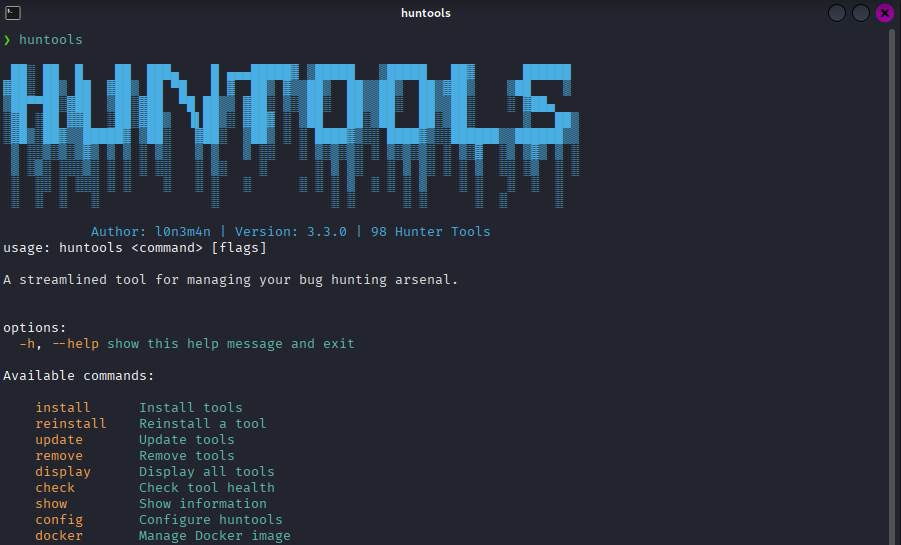 huntools
❯ huntools
HUNTOOLS
Author: l0n3m4n | Version: 3.3.0 | 98 Hunter Tools
usage: huntools <command> [flags]
A streamlined tool for managing your bug hunting arsenal.
options:
-h, --help show this help message and exit
Available commands:
install Install tools
reinstall Reinstall a tool
update Update tools
remove Remove tools
display Display all tools
check Check tool health
show Show information
config Configure huntools
docker Manage Docker image